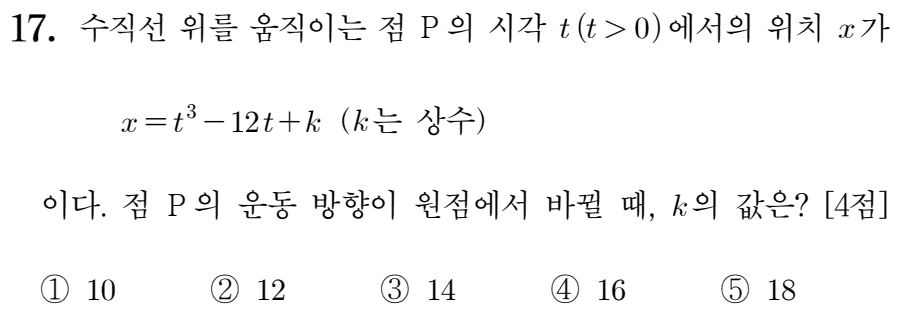 17. 수직선 위를 움직이는 점 P의 시각 t(t>0)에서의 위치 x가
x=t³-12t+k (k는 상수)
이다. 점 P의 운동 방향이 원점에서 바뀔 때, k의 값은? [4점]
① 10 ② 12 ③ 14 ④ 16 ⑤ 18